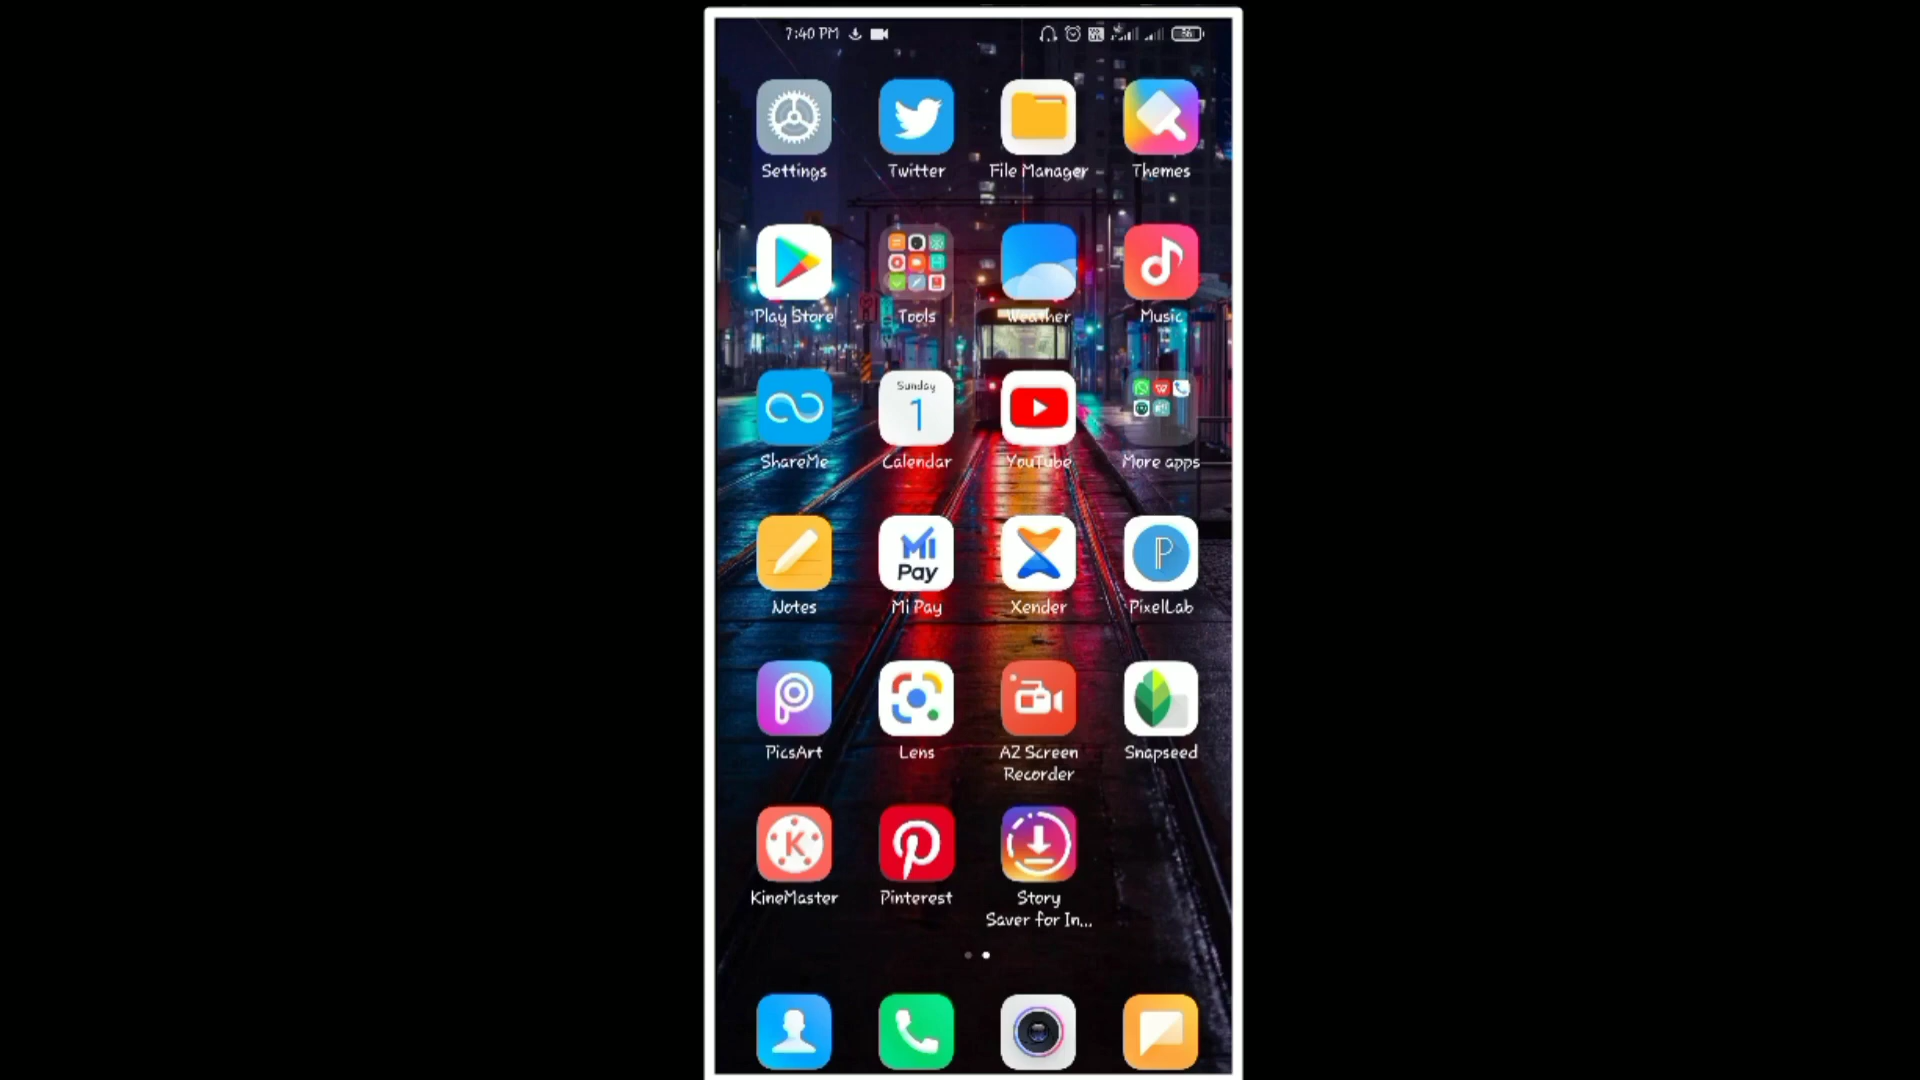 7:40 PM
56
Settings
Twitter
File Manager
Themes
Play Store
Tools
Weather
Music
Sunday
1
ShareMe
Calendar
YouTube
More apps
Mi
Pay
Notes
Mi Pay
Xender
PixelLab
PicsArt
Lens
AZ Screen
Recorder
Snapseed
KineMaster
Pinterest
Story
Saver for In...